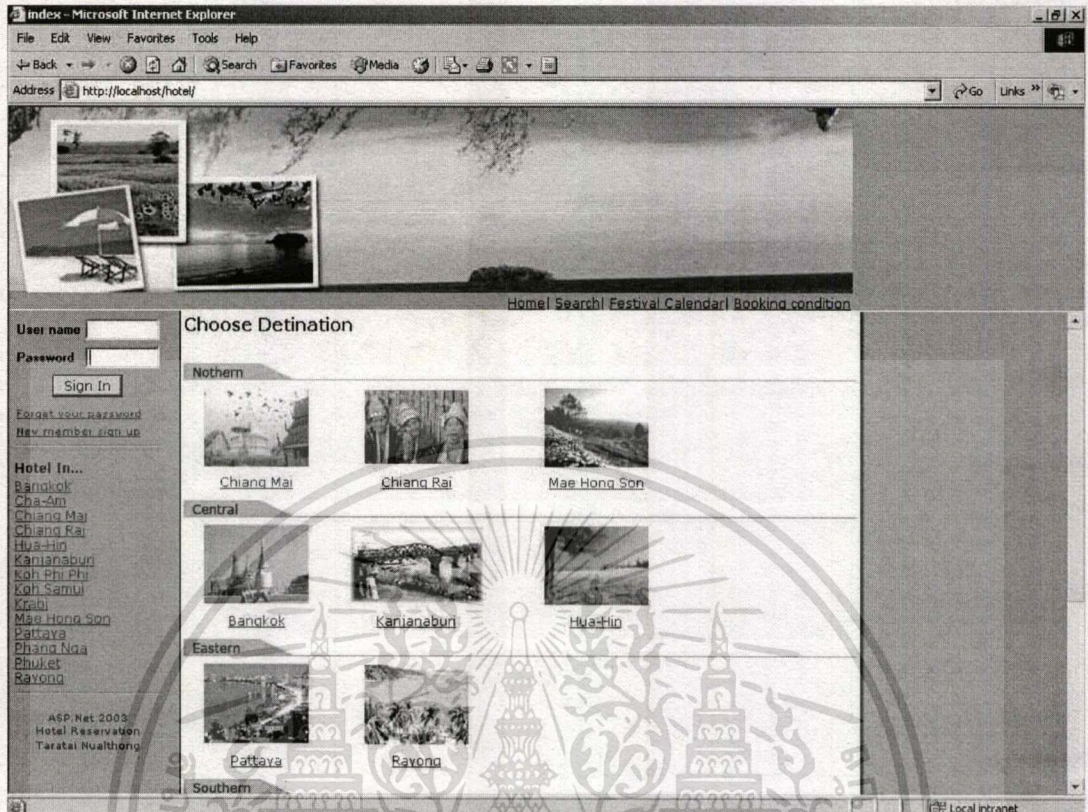 index - Microsoft Internet Explorer
File Edit View Favorites Tools Help
Back Search Favorites Media
Address http://localhost/hotel/ Go Links »
Home| Search| Festival Calendar| Booking condition
User name
Password
Sign In
Forget your password
New member sign up
Hotel In...
Bangkok
Cha-Am
Chiang Mai
Chiang Rai
Hua-Hin
Kanjanaburi
Koh Phi Phi
Koh Samui
Krabi
Mae Hong Son
Pattaya
Phang Nga
Phuket
Rayong
ASP.Net 2003
Hotel Reservation
Taratai Nualthong
Choose Detination
Nothern
Chiang Mai Chiang Rai Mae Hong Son
Central
Bangkok Kanjanaburi Hua-Hin
Eastern
Pattaya Rayong
Southern
Local intranet